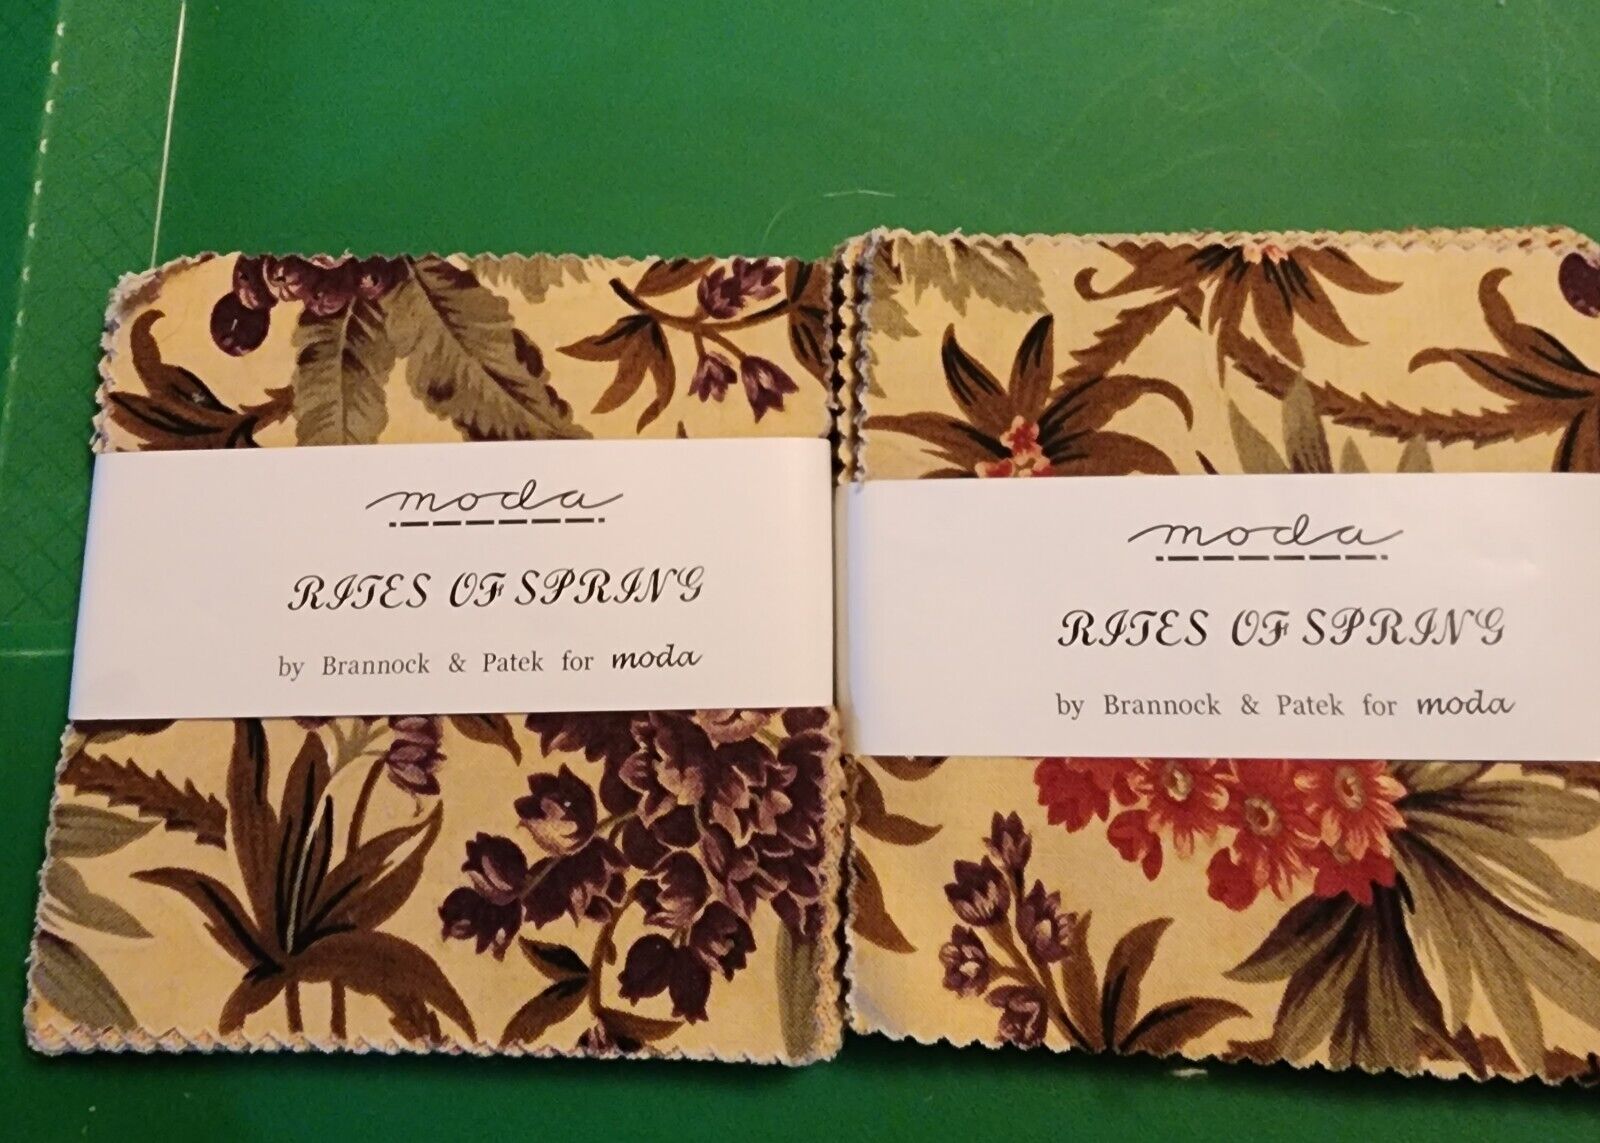 moda
RITES OF SPRING
by Brannock & Patek for moda
moda
RITES OF SPRING
by Brannock & Patek for moda